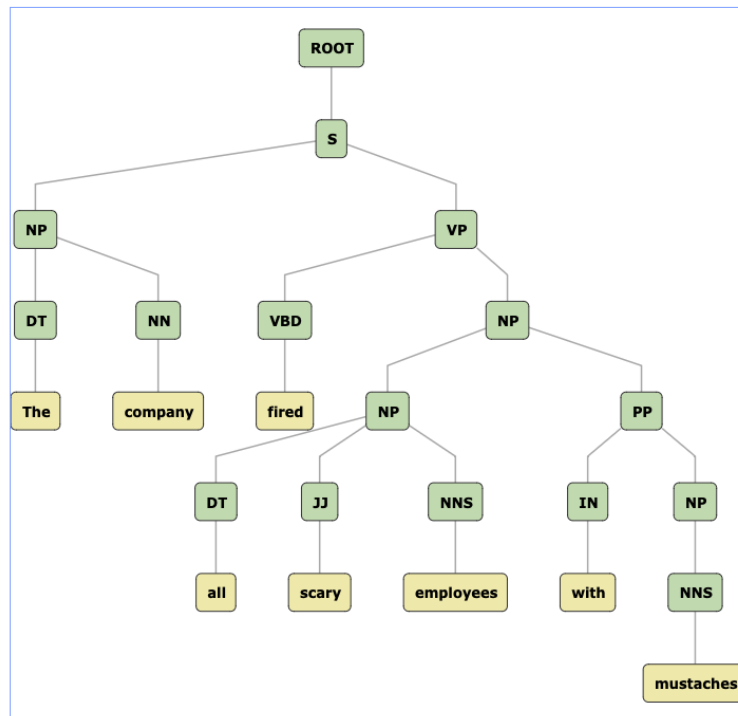 ROOT
S
NP VP
DT NN VBD NP
The company fired NP PP
DT JJ NNS IN NP
all scary employees with NNS
mustaches